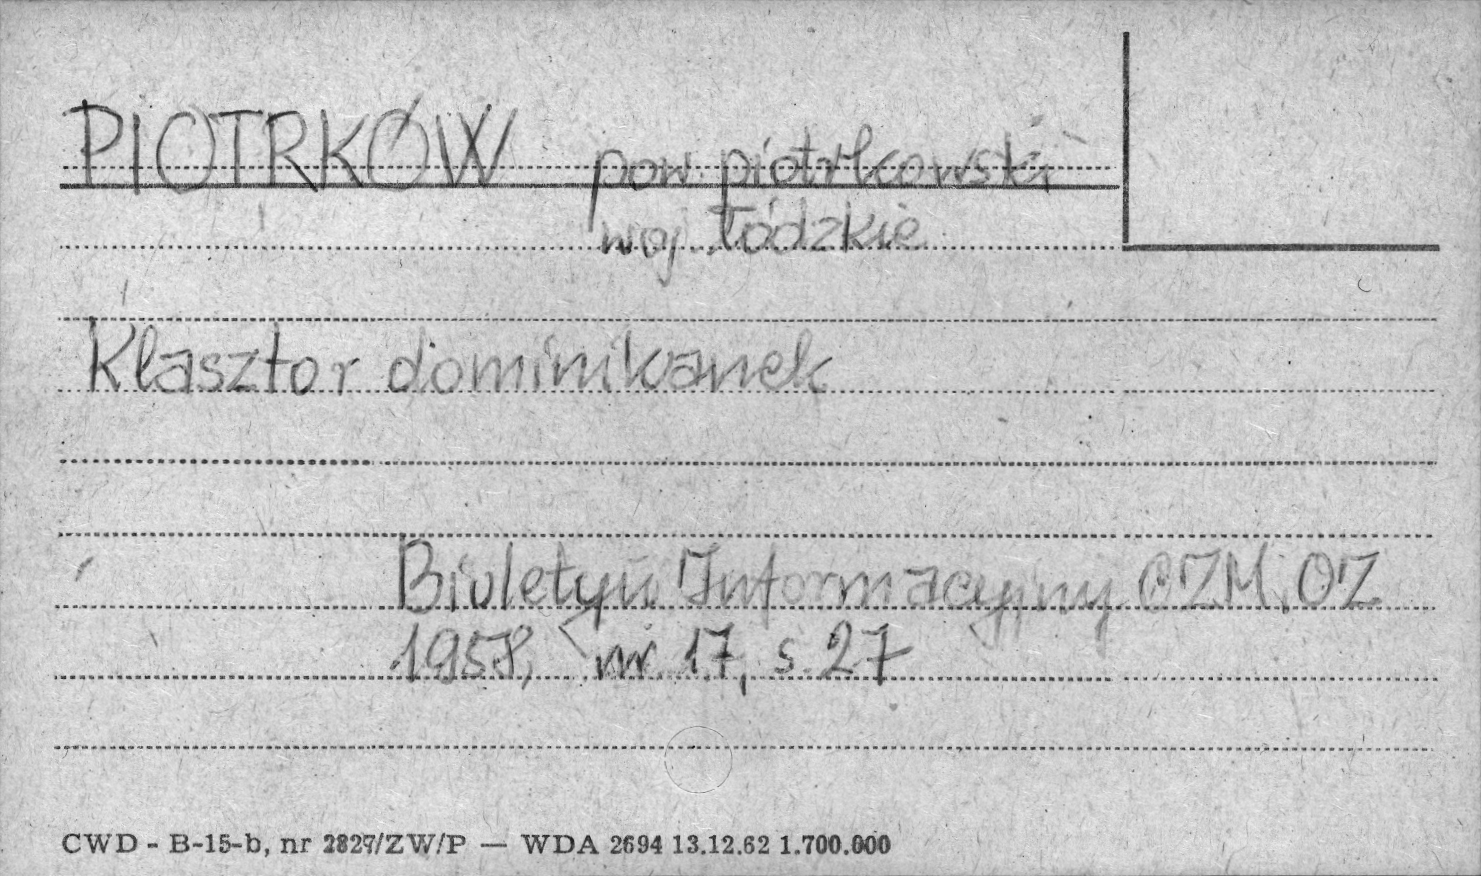 PIOTRKÓW pow. piotrkowski
woj. łódzkie
Klasztor dominikanek
Biuletyn Informacyjny CZM.OZ
1958, nr 17, s. 27
CWD - B-15-b, nr 2827/ZW/P — WDA 2694 13.12.62 1.700.000